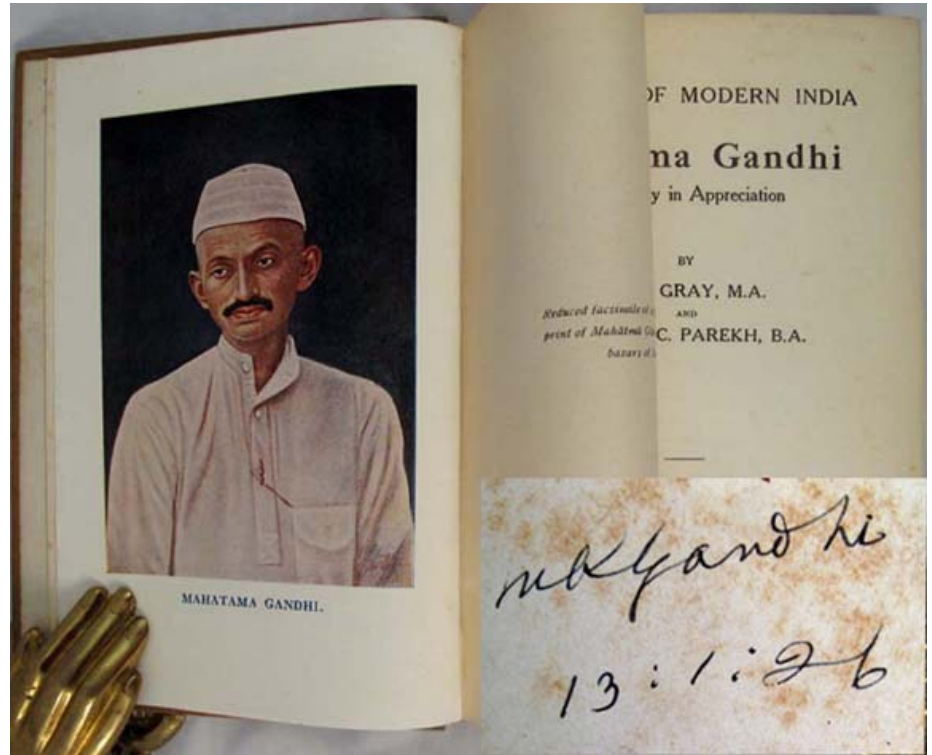 MAHATAMA GANDHI.
OF MODERN INDIA
ma Gandhi
y in Appreciation
BY
GRAY, M.A.
AND
C. PAREKH, B.A.
Reduced facsimile
print of Mahātmā
bazars
MKGandhi
13:1:26